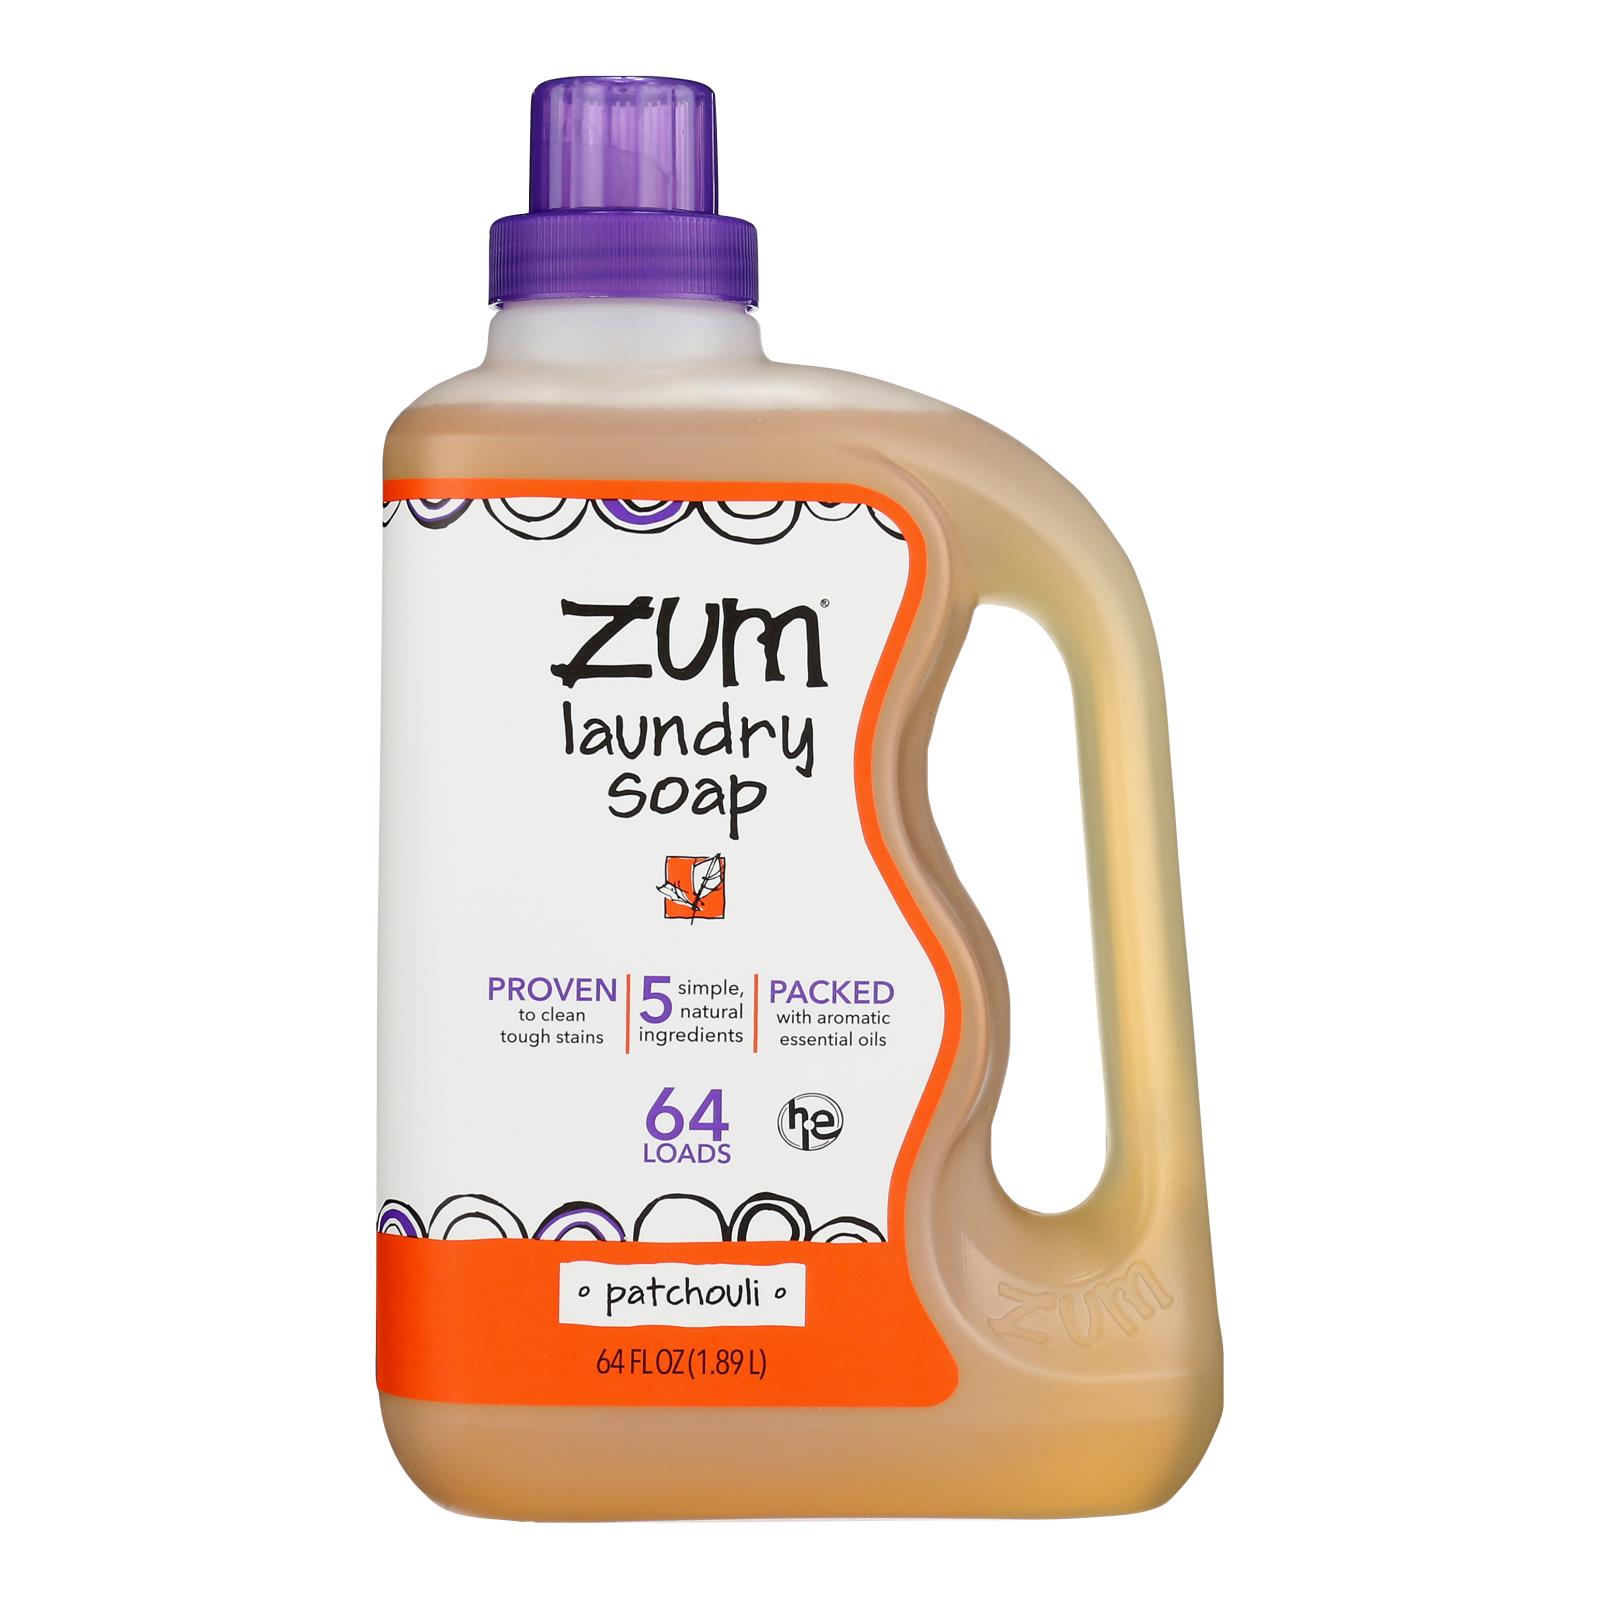 zum®
laundry
soap
PROVEN
to clean
tough stains
5 simple,
natural
ingredients
PACKED
with aromatic
essential oils
64
LOADS
he
° patchouli °
64 FL OZ (1.89 L)
zum